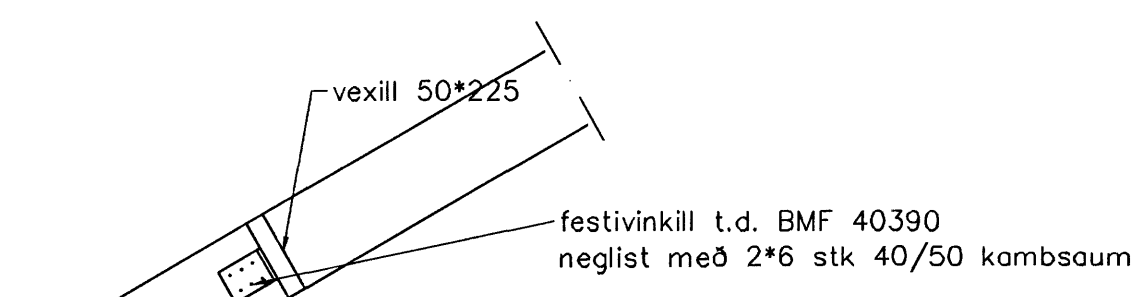 vexill 50*225
festivinkill t.d. BMF 40390
neglist með 2*6 stk 40/50 kambsaum